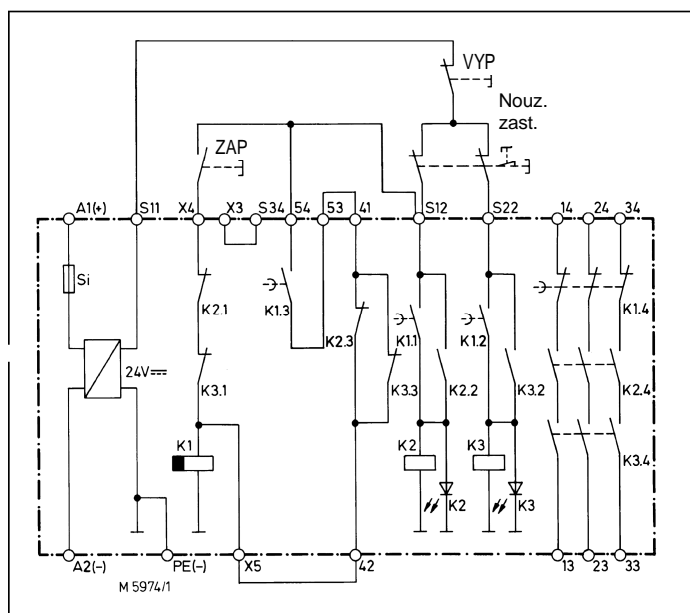 VYP
Nouz.
zast.
ZAP
A1(+) S11 X4 X3 S34 54 53 41 S12 S22 14 24 34
Si
K2.1
K1.3
K2.3
K1.1
K1.2
K1.4
24V
K3.1
K3.3
K2.2
K3.2
K2.4
K1
K2
K3
K3.4
K2
K3
A2(-) PE(-) X5 42 13 23 33
M 5974/1